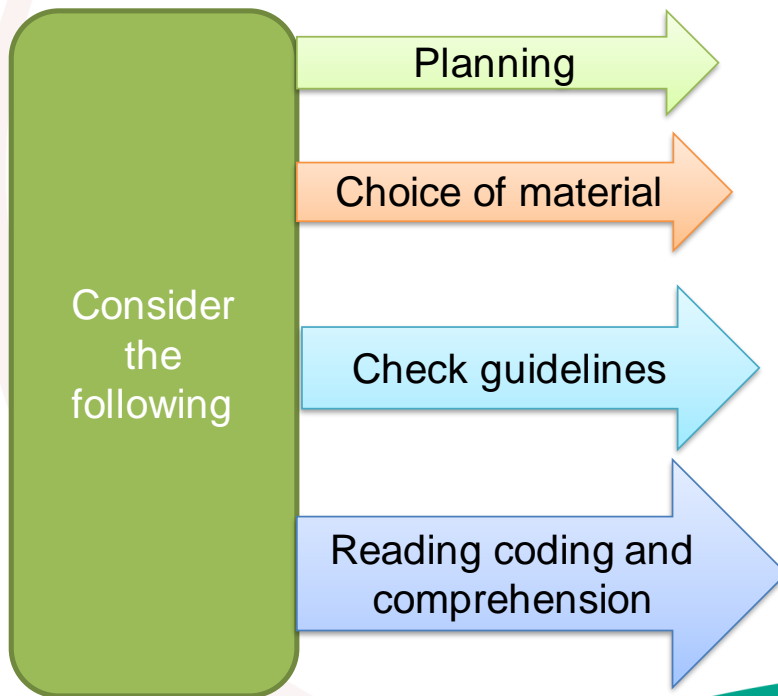 Consider
the
following
Planning
Choice of material
Check guidelines
Reading coding and
comprehension